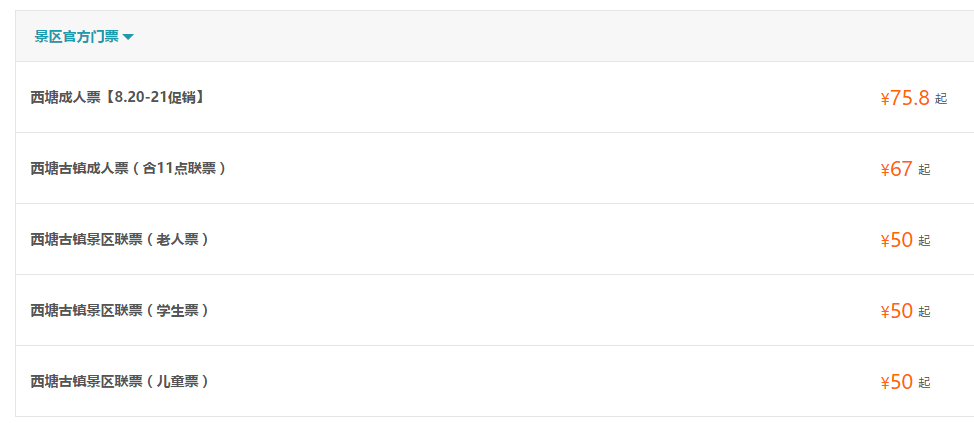 景区官方门票
西塘成人票【8.20-21促销】 ¥75.8 起
西塘古镇成人票（含11点联票） ¥67 起
西塘古镇景区联票（老人票） ¥50 起
西塘古镇景区联票（学生票） ¥50 起
西塘古镇景区联票（儿童票） ¥50 起